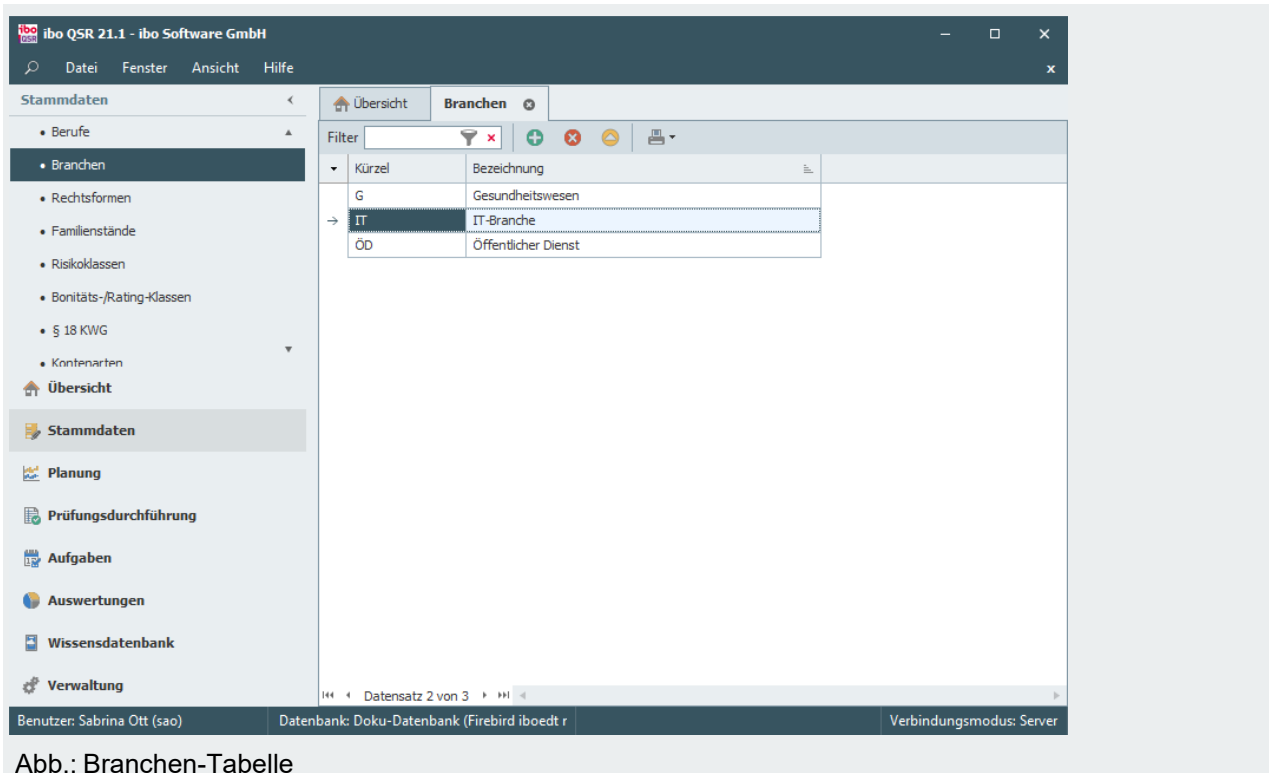 ibo QSR ibo QSR 21.1 - ibo Software GmbH
Datei Fenster Ansicht Hilfe
Stammdaten
Übersicht Branchen
• Berufe
Filter
• Branchen
Kürzel Bezeichnung
• Rechtsformen
G Gesundheitswesen
• Familienstände
IT IT-Branche
• Risikoklassen
ÖD Öffentlicher Dienst
• Bonitäts-/Rating-Klassen
• § 18 KWG
• Kontenarten
Übersicht
Stammdaten
Planung
Prüfungsdurchführung
Aufgaben
Auswertungen
Wissensdatenbank
Verwaltung
Datensatz 2 von 3
Benutzer: Sabrina Ott (sao) Datenbank: Doku-Datenbank (Firebird iboedt r Verbindungsmodus: Server
Abb.: Branchen-Tabelle